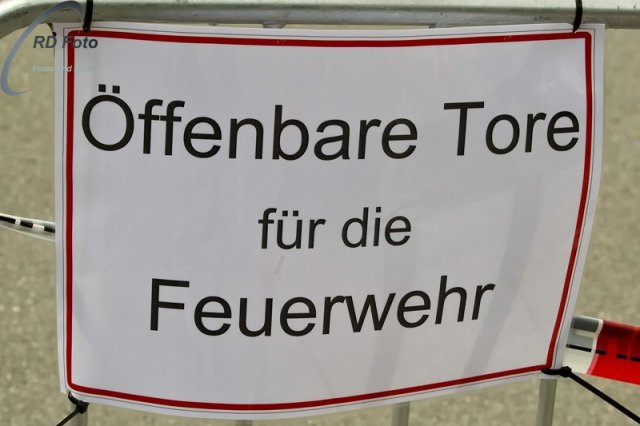 RD Foto
Öffenbare Tore
für die
Feuerwehr